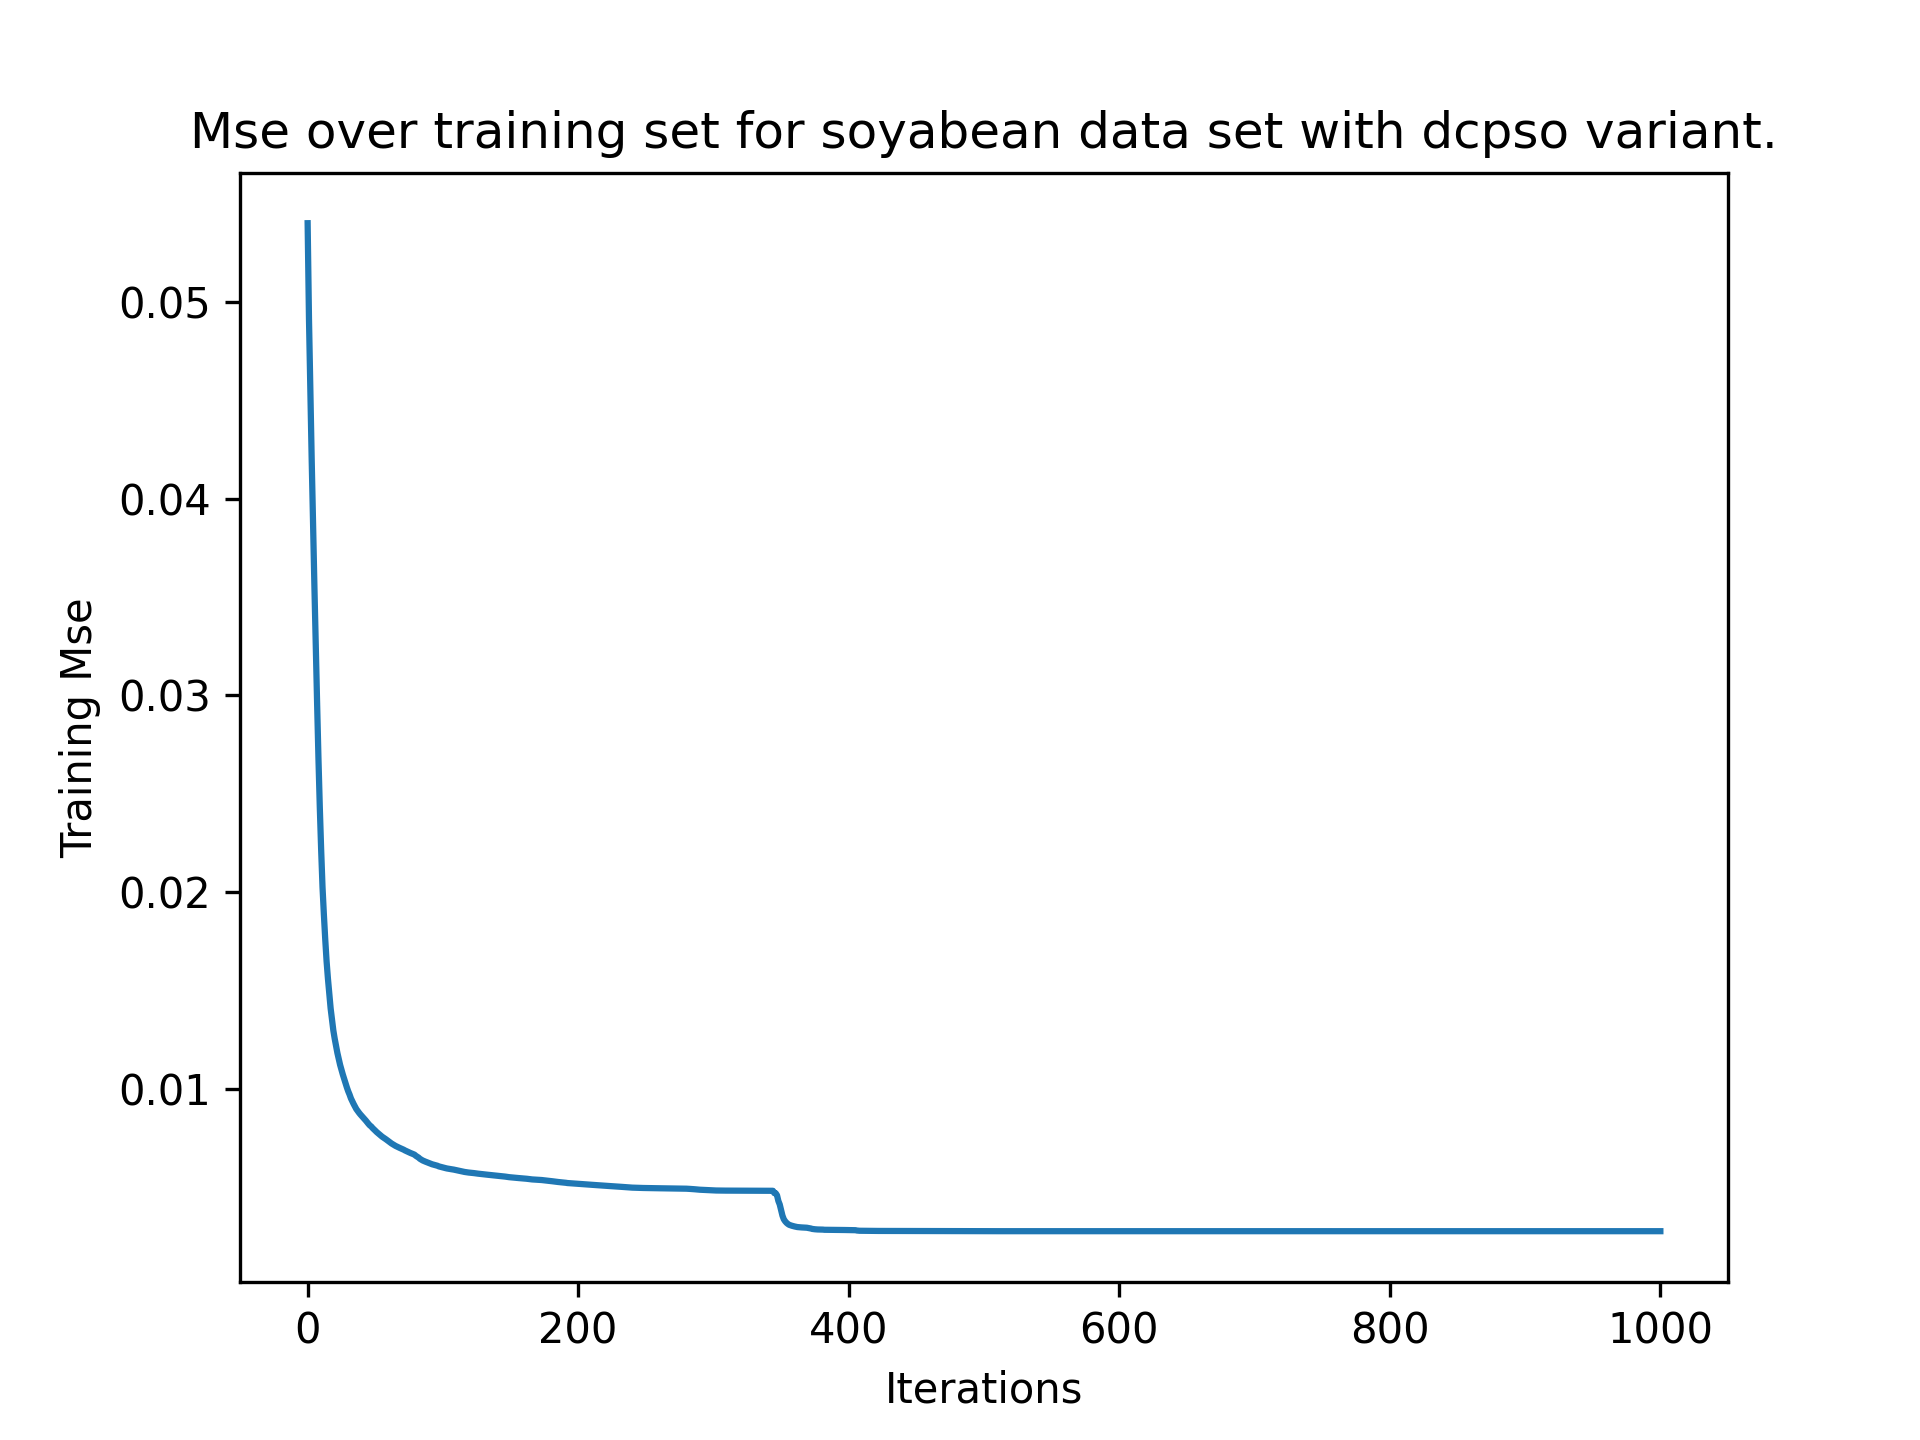 Mse over training set for soyabean data set with dcpso variant.
0.05
0.04
0.03
0.02
0.01
Training Mse
0 200 400 600 800 1000
Iterations